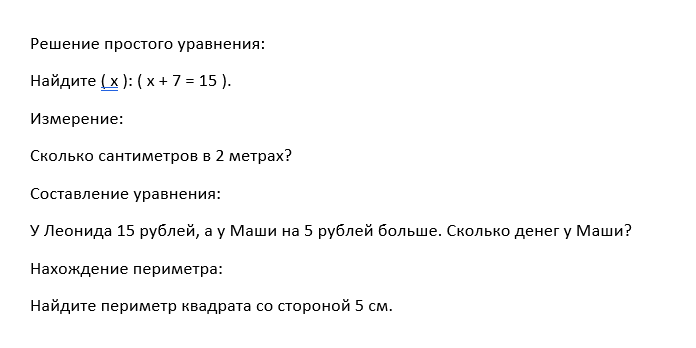 Решение простого уравнения:
Найдите ( x ): ( x + 7 = 15 ).
Измерение:
Сколько сантиметров в 2 метрах?
Составление уравнения:
У Леонида 15 рублей, а у Маши на 5 рублей больше. Сколько денег у Маши?
Нахождение периметра:
Найдите периметр квадрата со стороной 5 см.